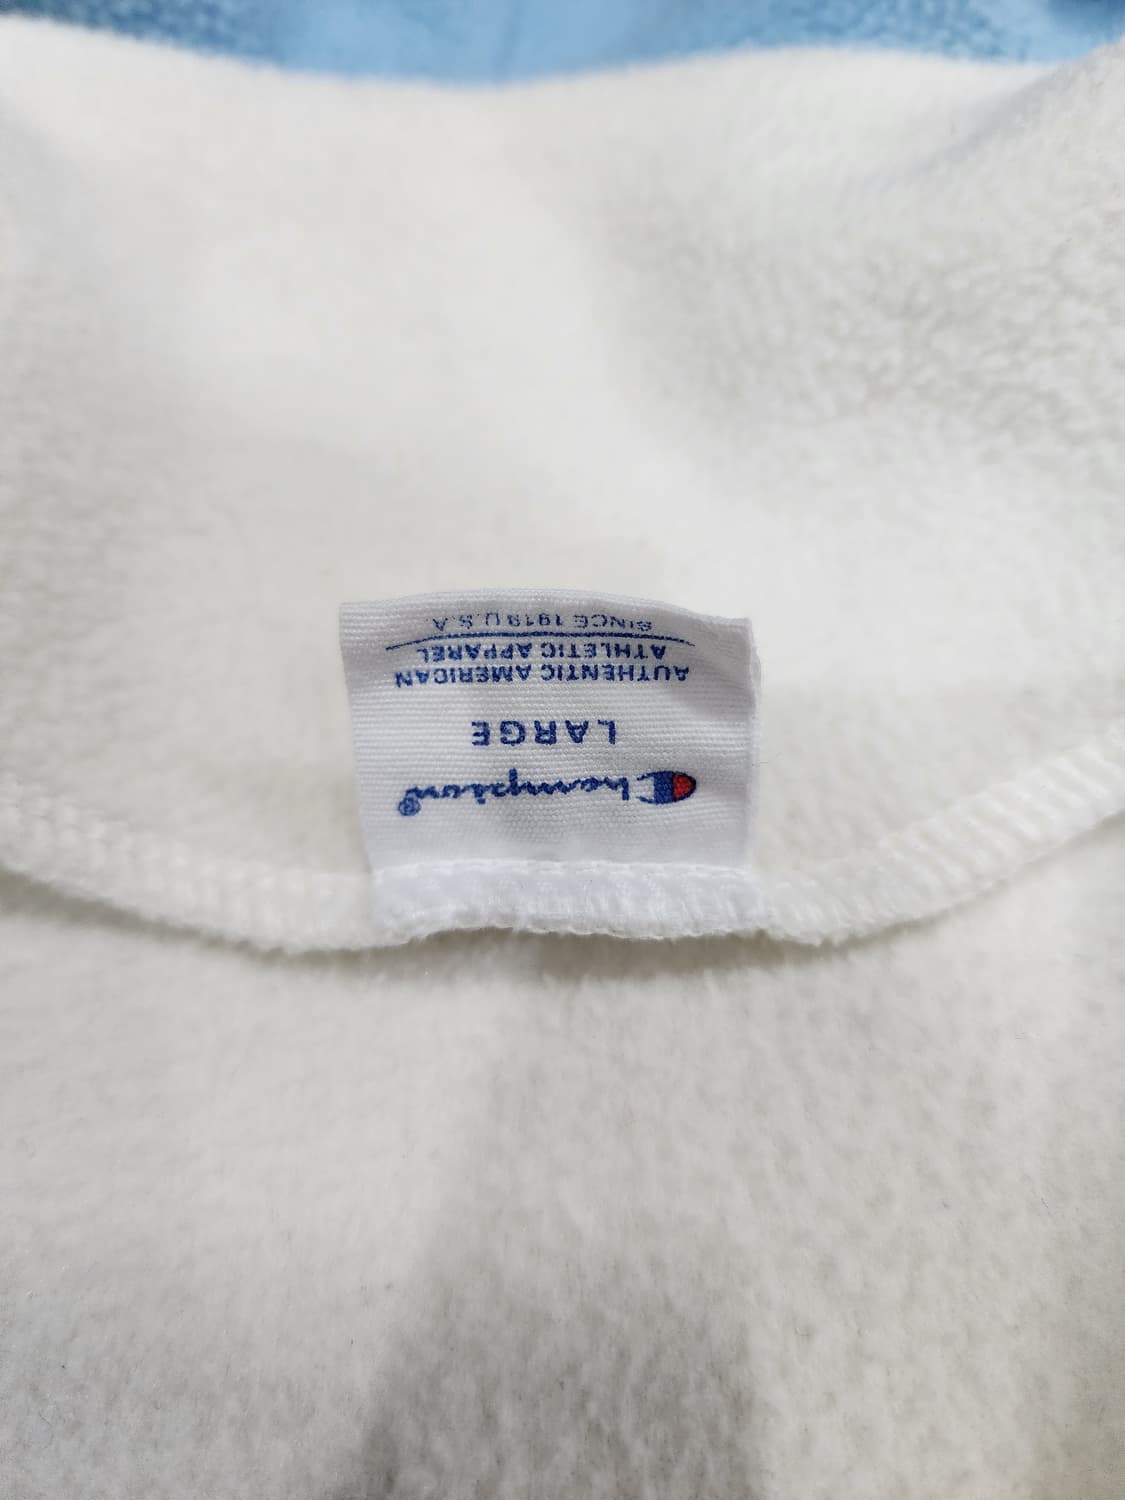 Champion®
LARGE
AUTHENTIC AMERICAN
ATHLETIC APPAREL
SINCE 1919 U.S.A